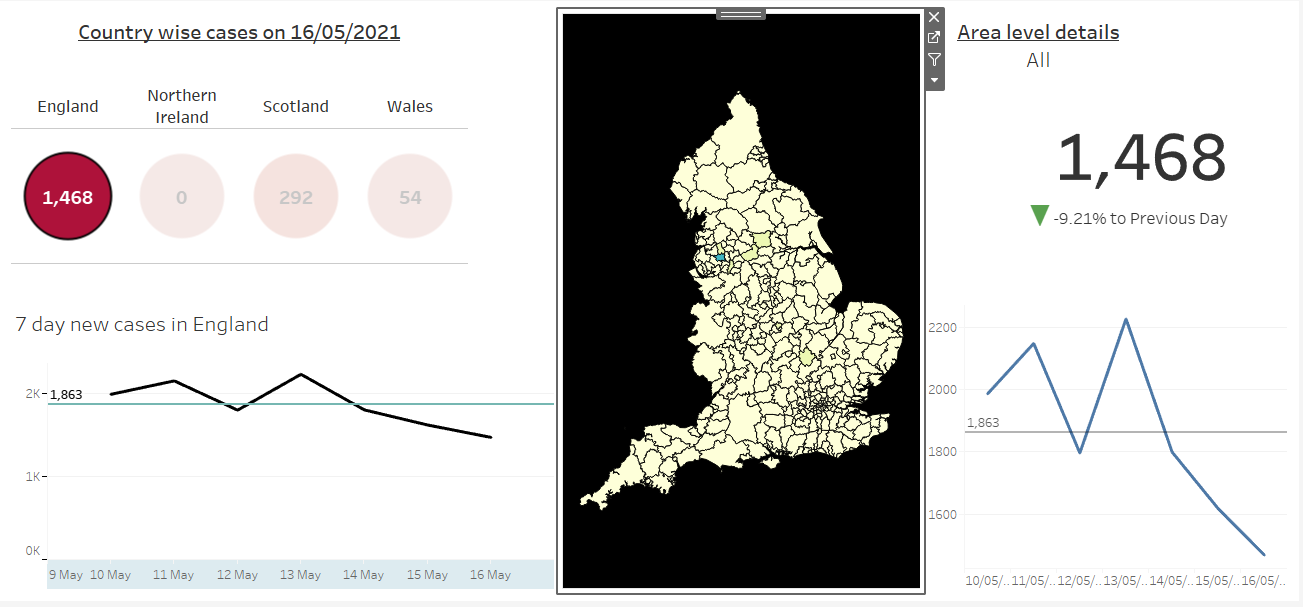 Country wise cases on 16/05/2021
England
Northern
Ireland
Scotland
Wales
1,468
0
292
54
7 day new cases in England
2K
1,863
1K
0K
9 May 10 May 11 May 12 May 13 May 14 May 15 May 16 May
Area level details
All
1,468
-9.21% to Previous Day
2200
2000
1,863
1800
1600
10/05/.. 11/05/.. 12/05/.. 13/05/.. 14/05/.. 15/05/.. 16/05/..